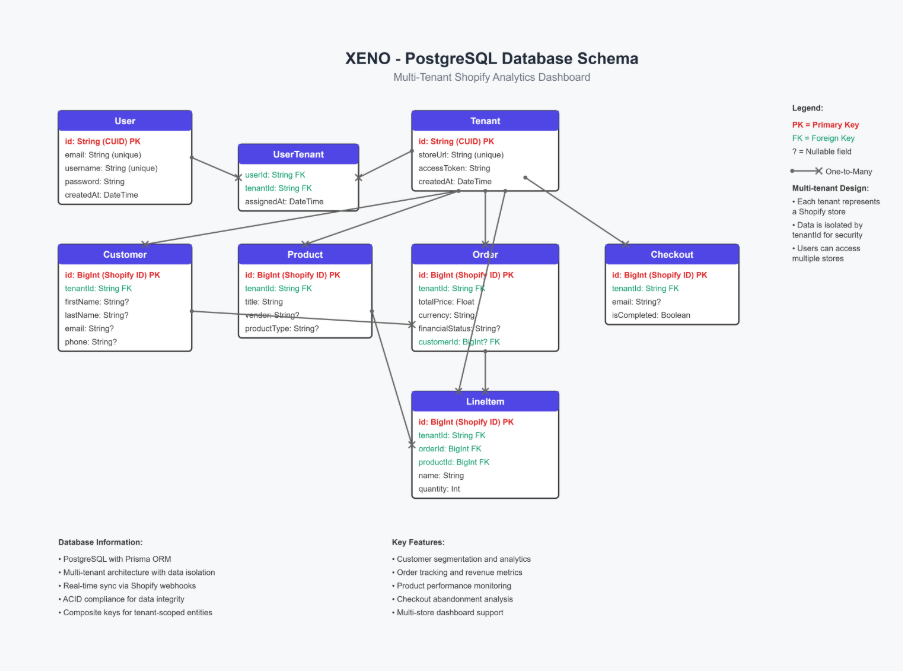 XENO - PostgreSQL Database Schema
Multi-Tenant Shopify Analytics Dashboard
User
id: String (CUID) PK
email: String (unique)
username: String (unique)
password: String
createdAt: DateTime
UserTenant
userId: String FK
tenantId: String FK
assignedAt: DateTime
Tenant
id: String (CUID) PK
storeUrl: String (unique)
accessToken: String
createdAt: DateTime
Legend:
PK = Primary Key
FK = Foreign Key
? = Nullable field
One-to-Many
Multi-tenant Design:
• Each tenant represents
a Shopify store
• Data is isolated by
tenantId for security
• Users can access
multiple stores
Customer
id: BigInt (Shopify ID) PK
tenantId: String FK
firstName: String?
lastName: String?
email: String?
phone: String?
Product
id: BigInt (Shopify ID) PK
tenantId: String FK
title: String
vendor: String?
productType: String?
Order
id: BigInt (Shopify ID) PK
tenantId: String FK
totalPrice: Float
currency: String
financialStatus: String?
customerId: BigInt? FK
Checkout
id: BigInt (Shopify ID) PK
tenantId: String FK
email: String?
isCompleted: Boolean
LineItem
id: BigInt (Shopify ID) PK
tenantId: String FK
orderId: BigInt FK
productId: BigInt FK
name: String
quantity: Int
Database Information:
• PostgreSQL with Prisma ORM
• Multi-tenant architecture with data isolation
• Real-time sync via Shopify webhooks
• ACID compliance for data integrity
• Composite keys for tenant-scoped entities
Key Features:
• Customer segmentation and analytics
• Order tracking and revenue metrics
• Product performance monitoring
• Checkout abandonment analysis
• Multi-store dashboard support